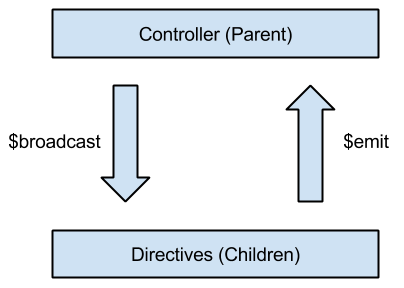 Controller (Parent)
$broadcast
$emit
Directives (Children)